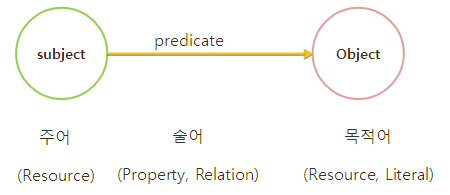 predicate
subject
Object
주어
술어
목적어
(Resource)
(Property, Relation)
(Resource, Literal)